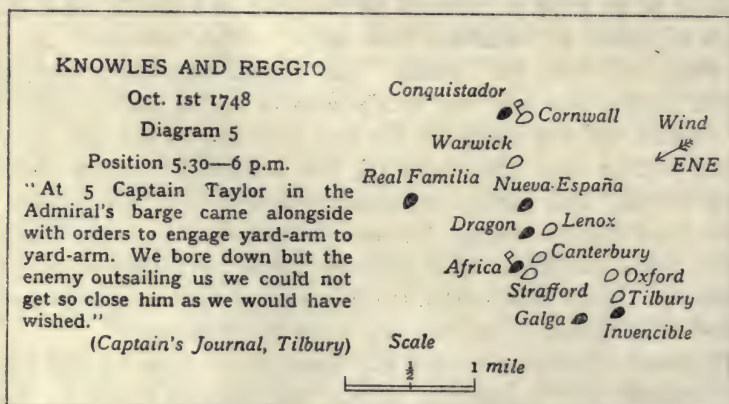 KNOWLES AND REGGIO
Oct. 1st 1748
Diagram 5
Position 5.30—6 p.m.
"At 5 Captain Taylor in the
Admiral's barge came alongside
with orders to engage yard-arm to
yard-arm. We bore down but the
enemy outsailing us we could not
get so close him as we would have
wished."
(Captain's Journal, Tilbury)
Conquistador
Cornwall
Wind
ENE
Warwick
Real Familia
Nueva-España
Dragon
Lenox
Canterbury
Africa
Strafford
Oxford
Tilbury
Galga
Invencible
Scale
½
1 mile